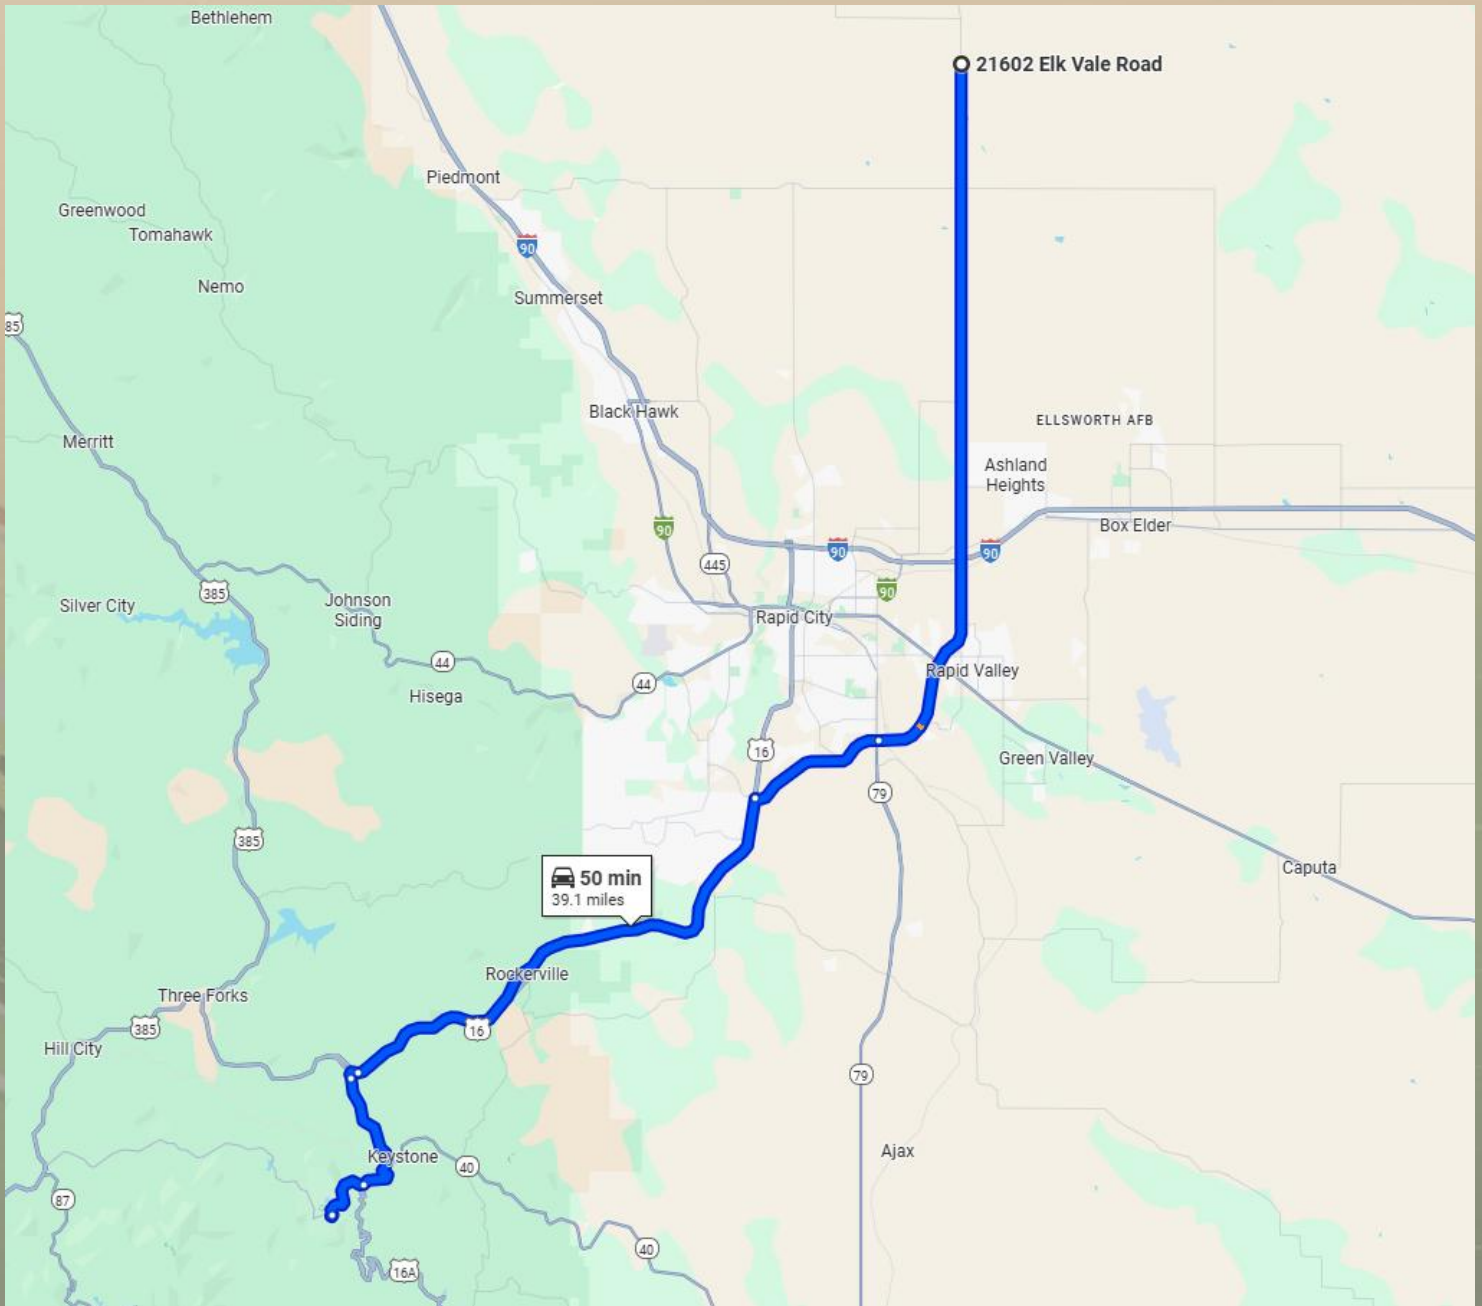 Bethlehem
21602 Elk Vale Road
Piedmont
Greenwood
Tomahawk
90
Nemo
Summerset
85
Black Hawk
ELLSWORTH AFB
Merritt
Ashland
Heights
90
Box Elder
90
90
445
90
385
Silver City
Johnson
Siding
Rapid City
44
Rapid Valley
44
Hisega
16
Green Valley
79
385
Caputa
50 min
39.1 miles
Rockerville
Three Forks
385
16
Hill City
79
Ajax
Keystone
40
87
40
16A